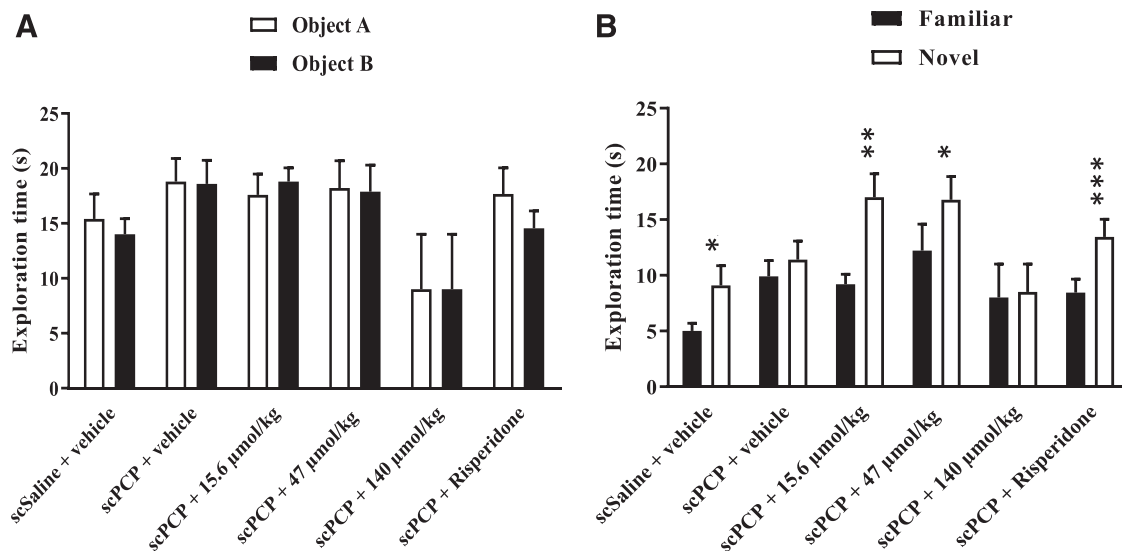 A
Object A
Object B
Exploration time (s)
25
20
15
10
5
0
scSaline + vehicle
scPCP + vehicle
scPCP + 15.6 μmol/kg
scPCP + 47 μmol/kg
scPCP + 140 μmol/kg
scPCP + Risperidone
B
Familiar
Novel
Exploration time (s)
25
20
15
10
5
0
*
**
*
***
scSaline + vehicle
scPCP + vehicle
scPCP + 15.6 μmol/kg
scPCP + 47 μmol/kg
scPCP + 140 μmol/kg
scPCP + Risperidone